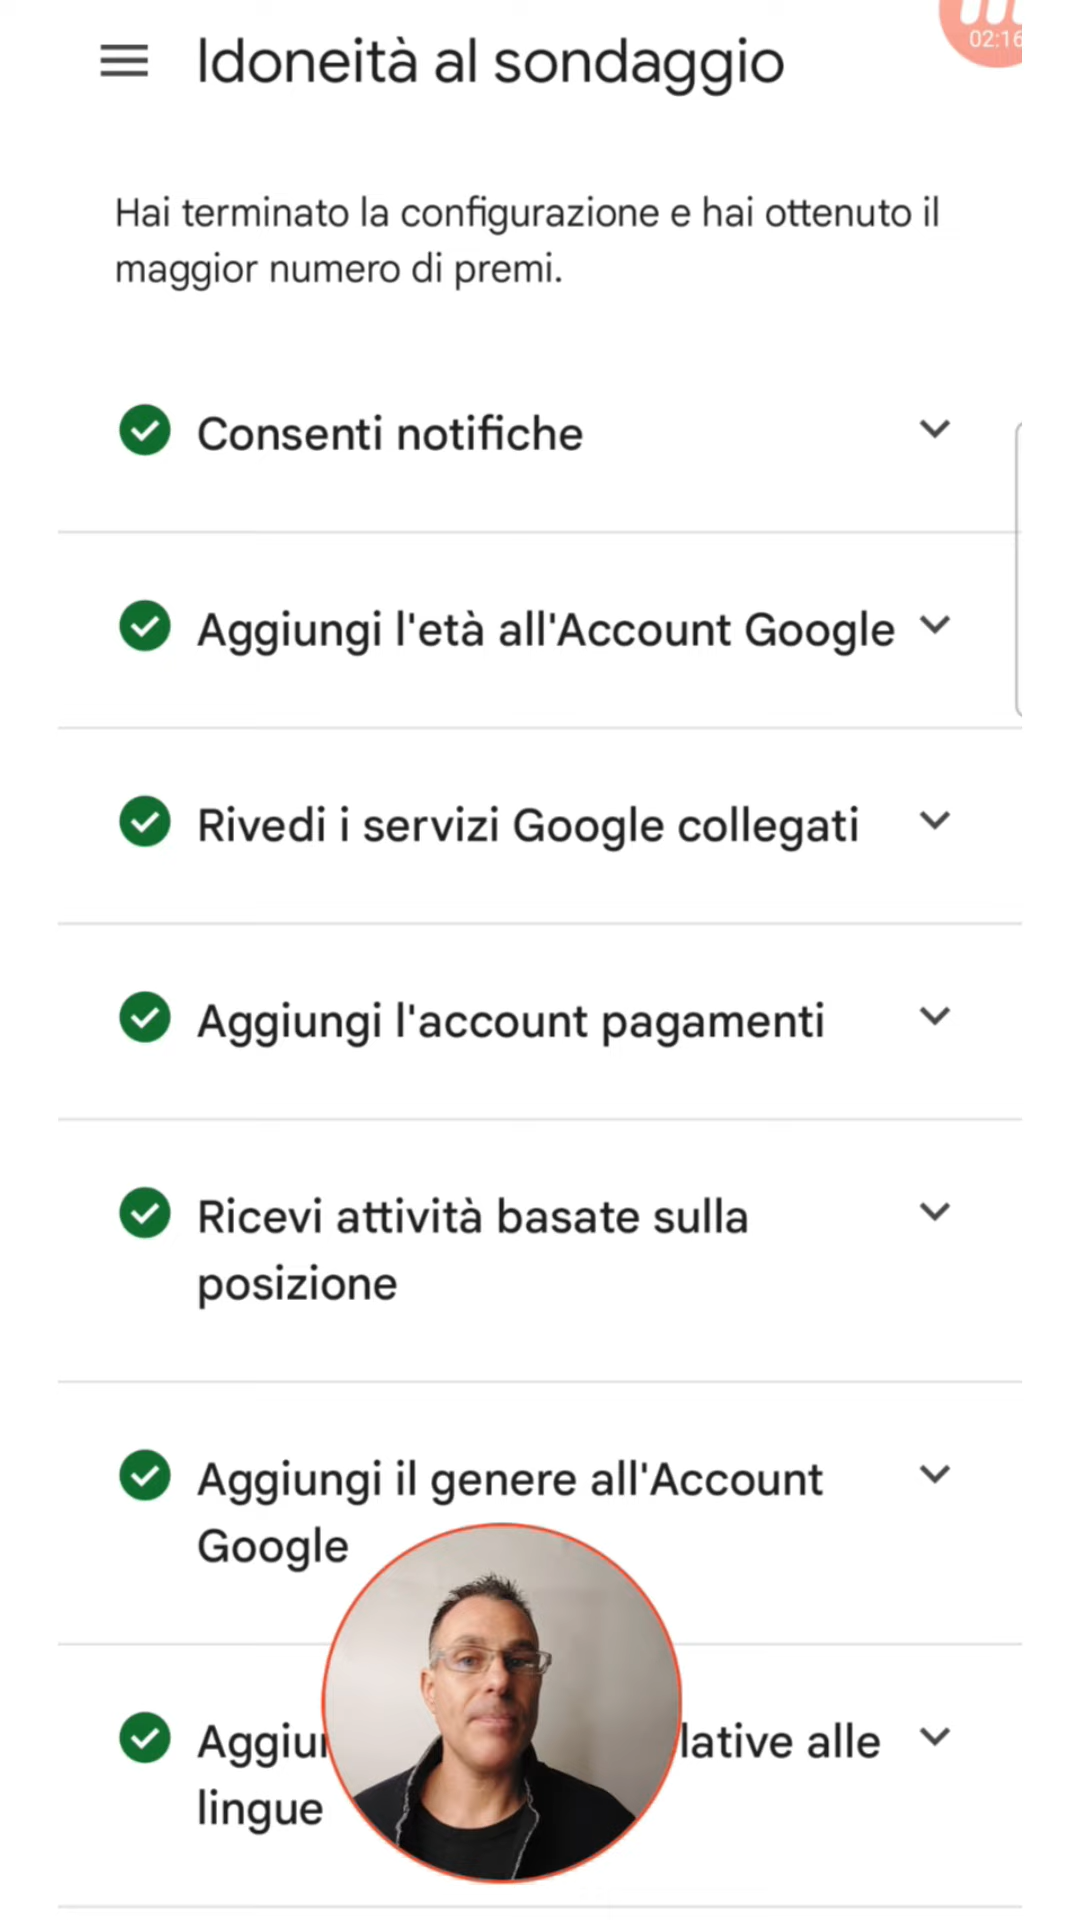 Idoneità al sondaggio
02:16
Hai terminato la configurazione e hai ottenuto il
maggior numero di premi.
Consenti notifiche
Aggiungi l'età all'Account Google
Rivedi i servizi Google collegati
Aggiungi l'account pagamenti
Ricevi attività basate sulla
posizione
Aggiungi il genere all'Account
Google
alle
lingue